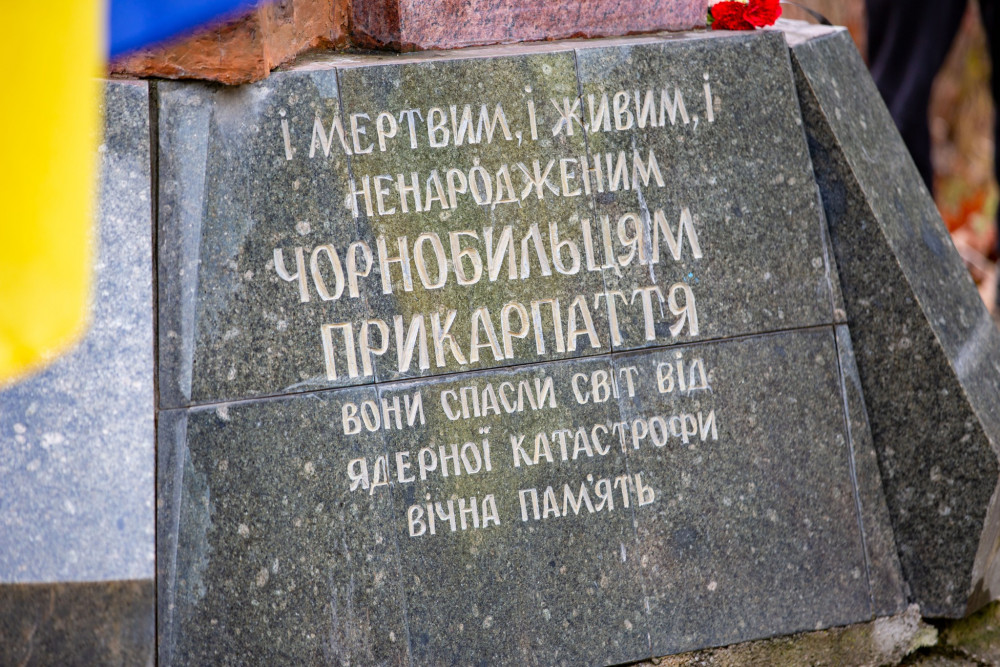 І МЕРТВИМ, І ЖИВИМ, І
НЕНАРОДЖЕНИМ
ЧОРНОБИЛЬЦЯМ
ПРИКАРПАТТЯ
ВОНИ СПАСЛИ СВІТ ВІД
ЯДЕРНОЇ КАТАСТРОФИ
ВІЧНА ПАМ'ЯТЬ